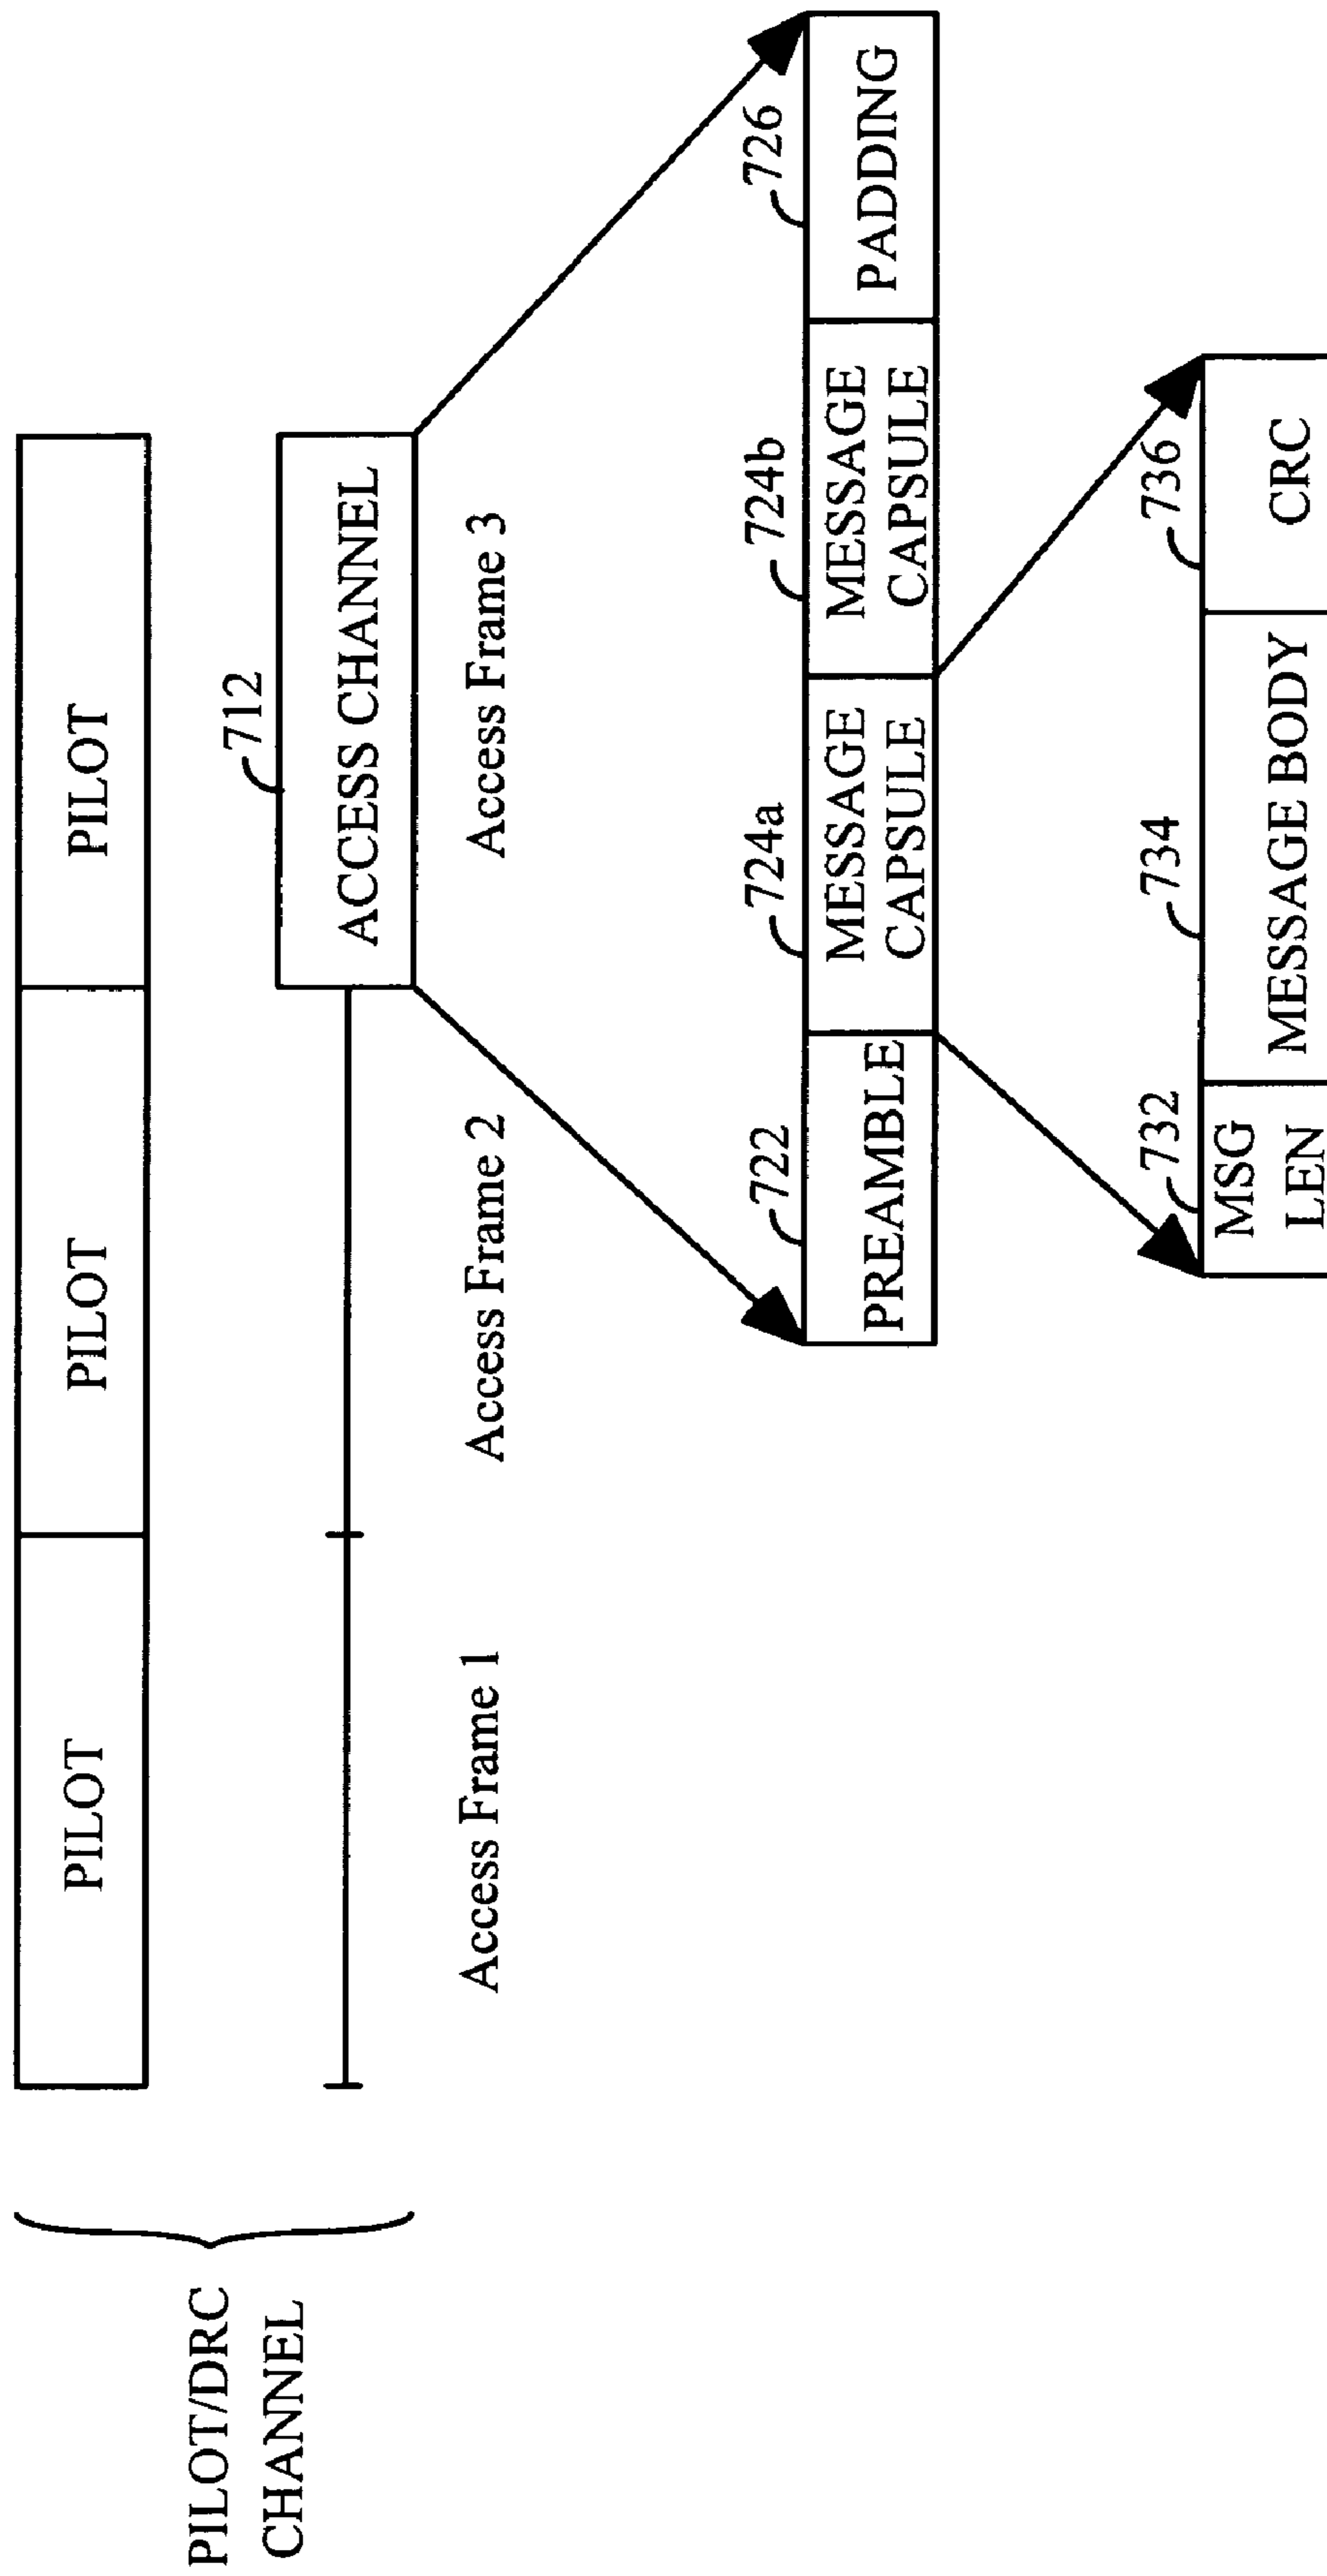 PILOT/DRC
CHANNEL
PILOT
PILOT
PILOT
712
ACCESS CHANNEL
Access Frame 1
Access Frame 2
Access Frame 3
722
724a
724b
726
PREAMBLE
MESSAGE
CAPSULE
MESSAGE
CAPSULE
PADDING
732
734
736
MSG
LEN
MESSAGE BODY
CRC